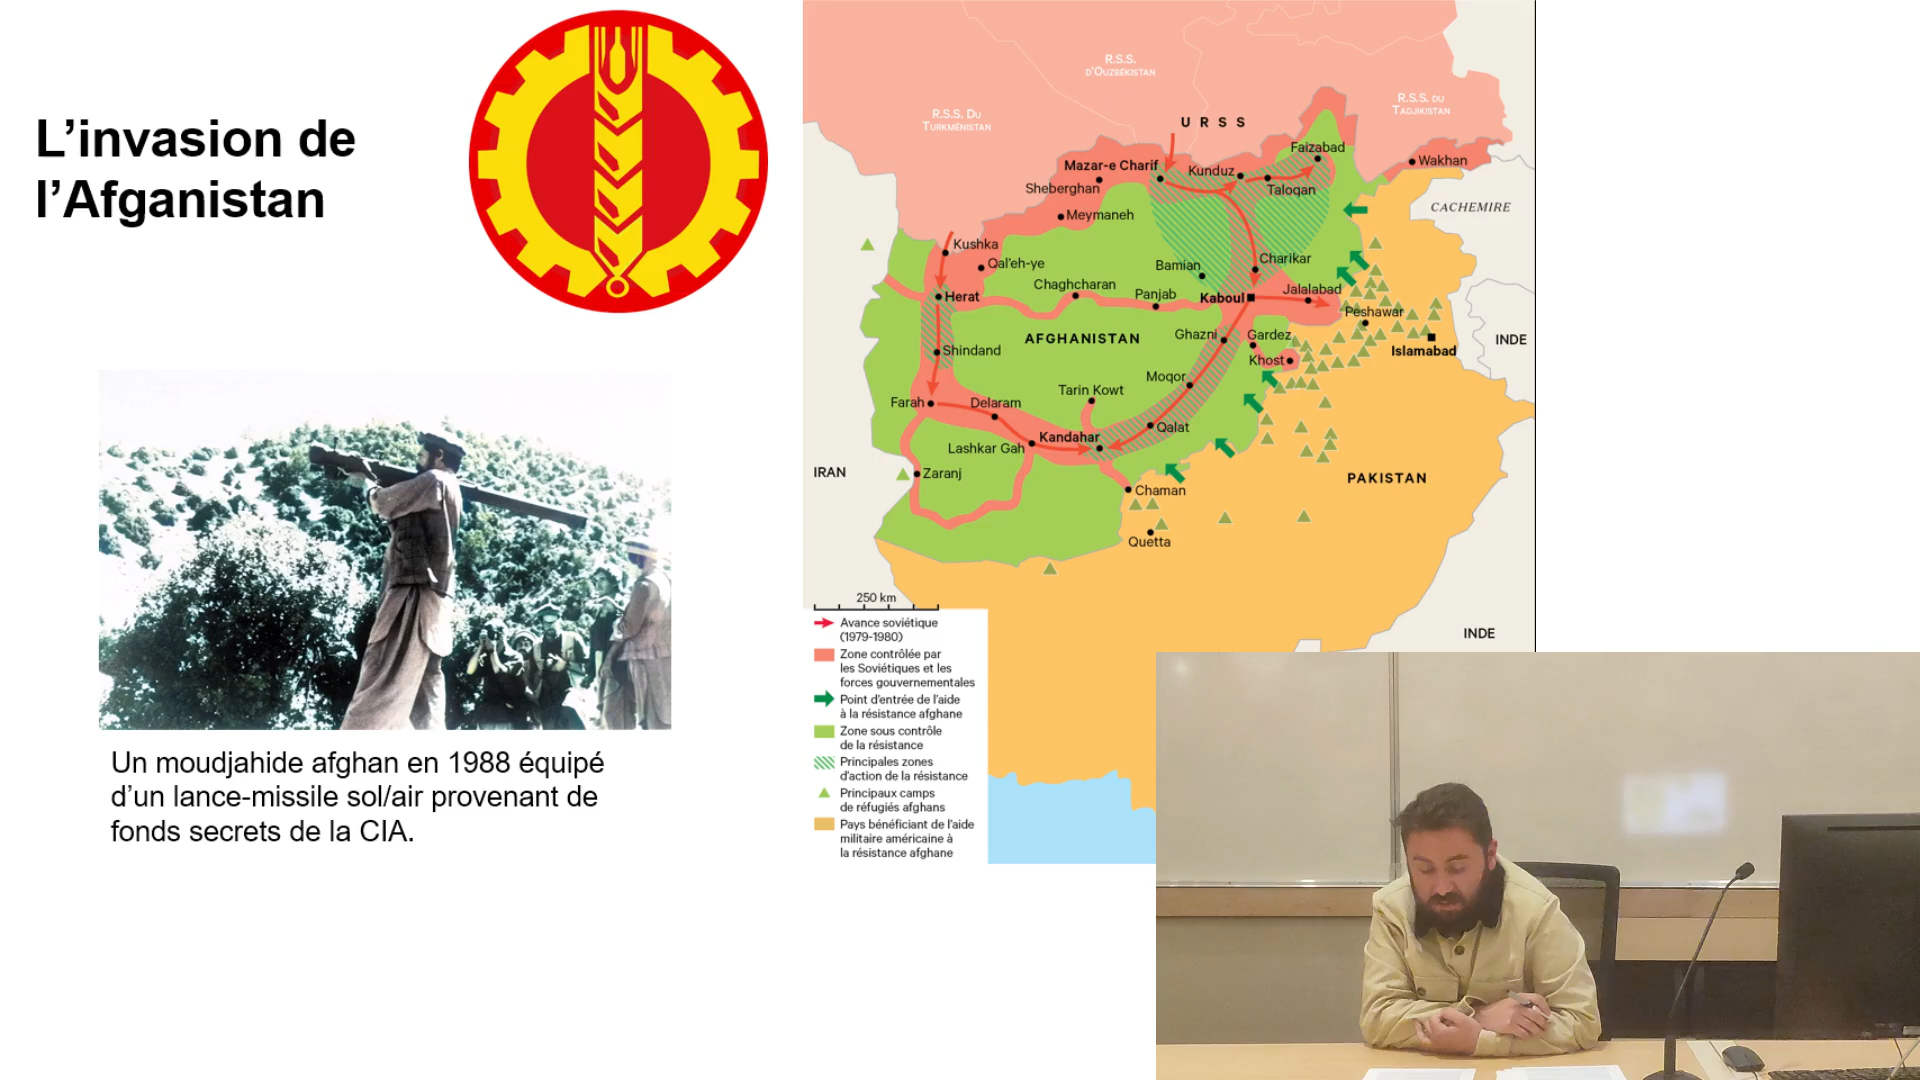 L’invasion de
l’Afganistan
Un moudjahide afghan en 1988 équipé
d’un lance-missile sol/air provenant de
fonds secrets de la CIA.
R.S.S.
D’OUZBÉKISTAN
R.S.S. DU
TURKMÉNISTAN
R.S.S. DU
TADJIKISTAN
URSS
Faizabad
Mazar-e Charif
Kunduz
Wakhan
Sheberghan
Taloqan
Meymaneh
CACHEMIRE
Kushka
Qal’eh-ye
Bamian
Charikar
Herat
Chaghcharan
Panjab
Kaboul
Jalalabad
Peshawar
AFGHANISTAN
Ghazni
Gardez
Islamabad
INDE
Shindand
Khost
Moqor
Tarin Kowt
Farah
Delaram
Qalat
Lashkar Gah
Kandahar
IRAN
Zaranj
PAKISTAN
Chaman
Quetta
INDE
250 km
Avance soviétique
(1979-1980)
Zone contrôlée par
les Soviétiques et les
forces gouvernementales
Point d’entrée de l’aide
à la résistance afghane
Zone sous contrôle
de la résistance
Principales zones
d’action de la résistance
Principaux camps
de réfugiés afghans
Pays bénéficiant de l’aide
militaire américaine à
la résistance afghane